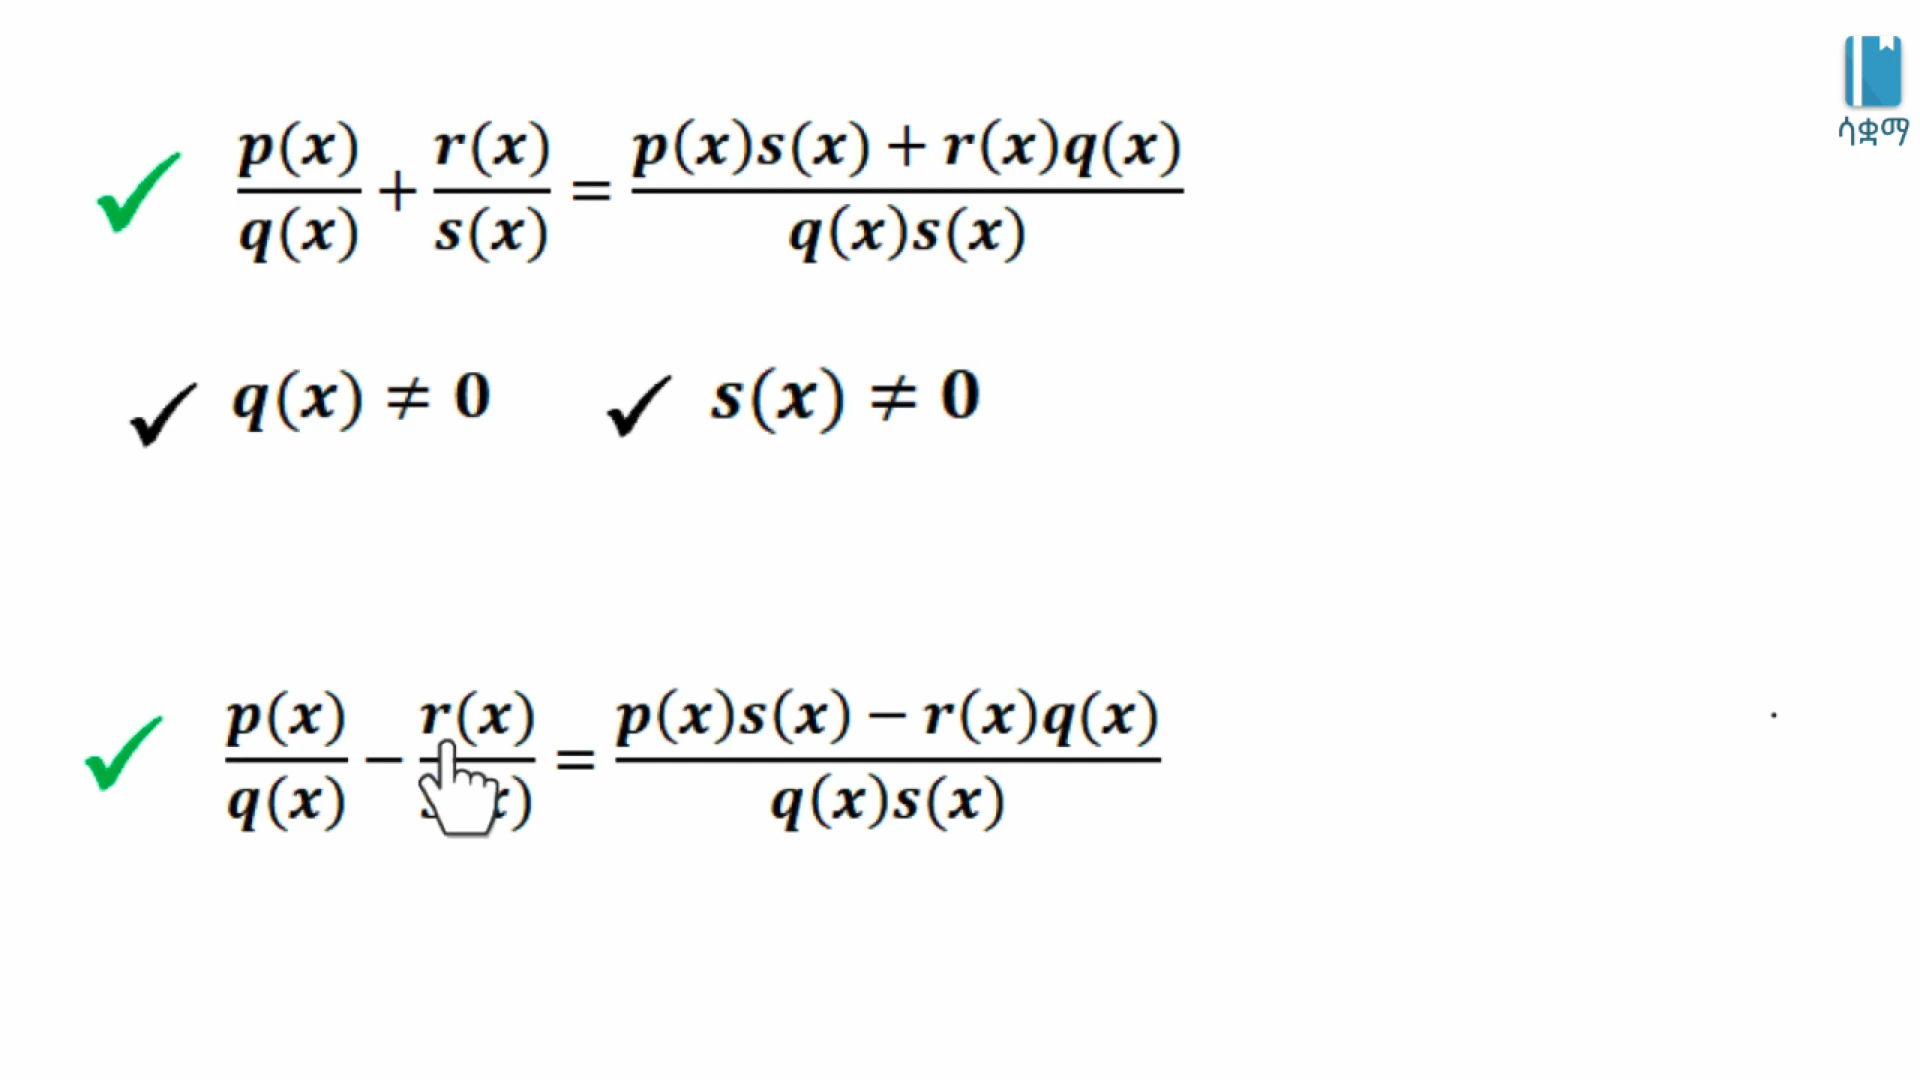 ሳቋማ
p(x)/q(x) + r(x)/s(x) = (p(x)s(x) + r(x)q(x))/(q(x)s(x))
q(x) ≠ 0 s(x) ≠ 0
p(x)/q(x) − r(x)/s(x) = (p(x)s(x) − r(x)q(x))/(q(x)s(x))